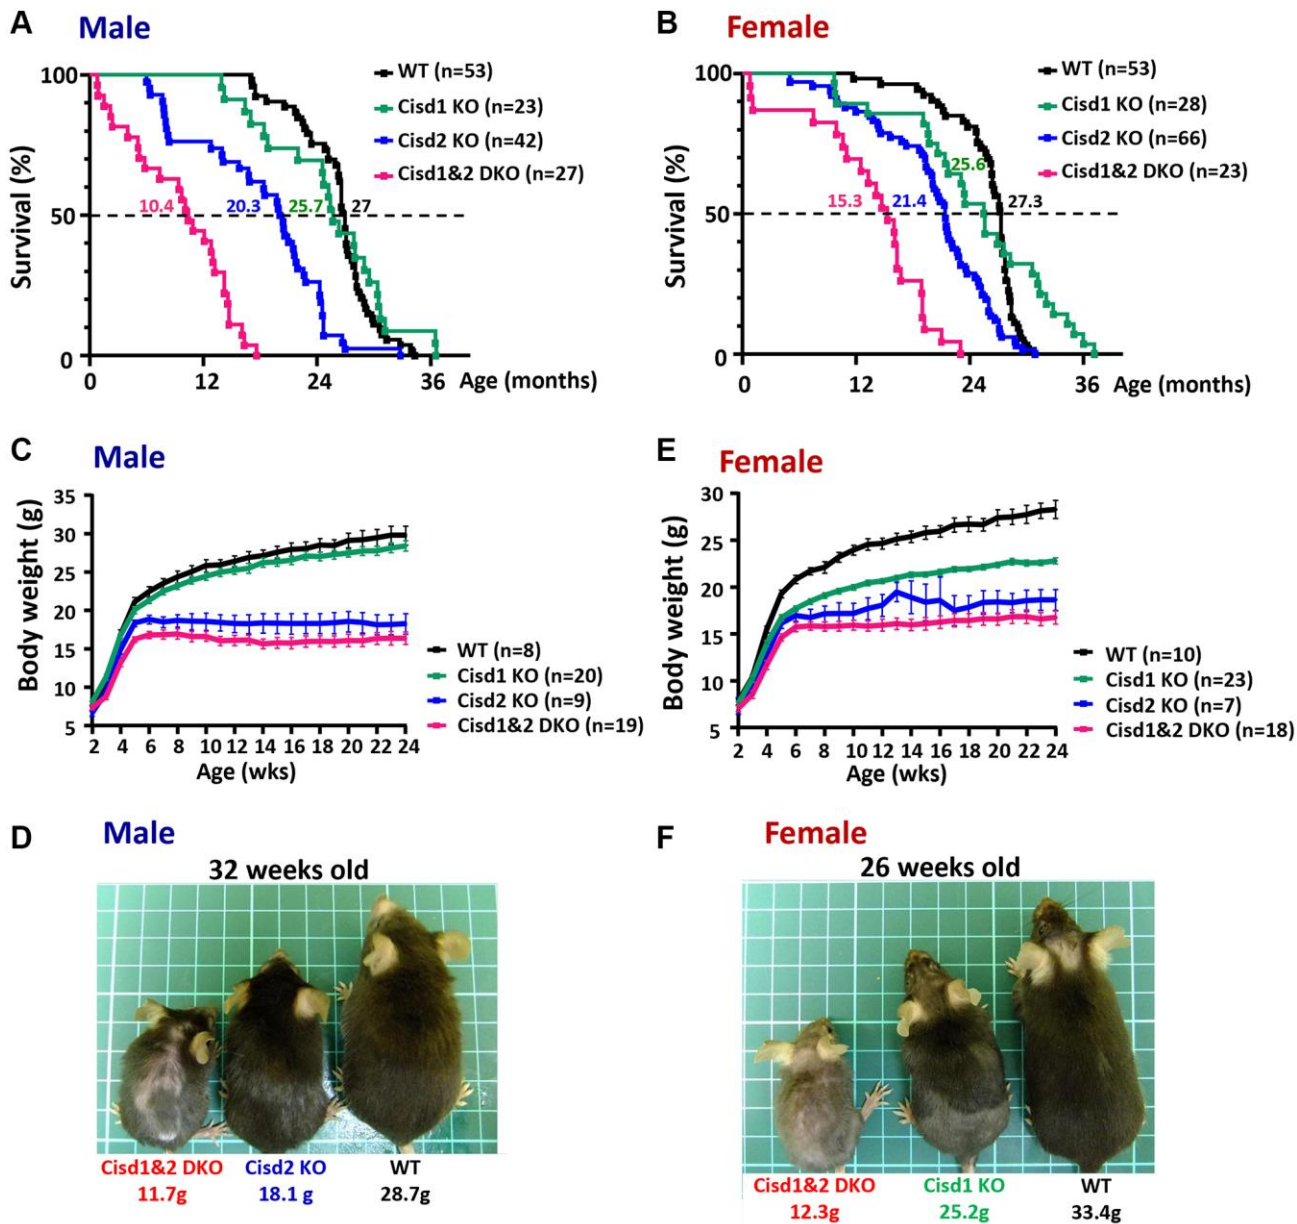 A
Male
WT (n=53)
Cisd1 KO (n=23)
Cisd2 KO (n=42)
Cisd1&2 DKO (n=27)
Survival (%)
100
50
0
10.4
20.3
25.7
27
0
12
24
36
Age (months)
B
Female
WT (n=53)
Cisd1 KO (n=28)
Cisd2 KO (n=66)
Cisd1&2 DKO (n=23)
Survival (%)
100
50
0
15.3
21.4
25.6
27.3
0
12
24
36
Age (months)
C
Male
Body weight (g)
35
30
25
20
15
10
5
WT (n=8)
Cisd1 KO (n=20)
Cisd2 KO (n=9)
Cisd1&2 DKO (n=19)
2 4 6 8 10 12 14 16 18 20 22 24
Age (wks)
E
Female
Body weight (g)
30
25
20
15
10
5
WT (n=10)
Cisd1 KO (n=23)
Cisd2 KO (n=7)
Cisd1&2 DKO (n=18)
2 4 6 8 10 12 14 16 18 20 22 24
Age (wks)
D
Male
32 weeks old
Cisd1&2 DKO
11.7g
Cisd2 KO
18.1 g
WT
28.7g
F
Female
26 weeks old
Cisd1&2 DKO
12.3g
Cisd1 KO
25.2g
WT
33.4g